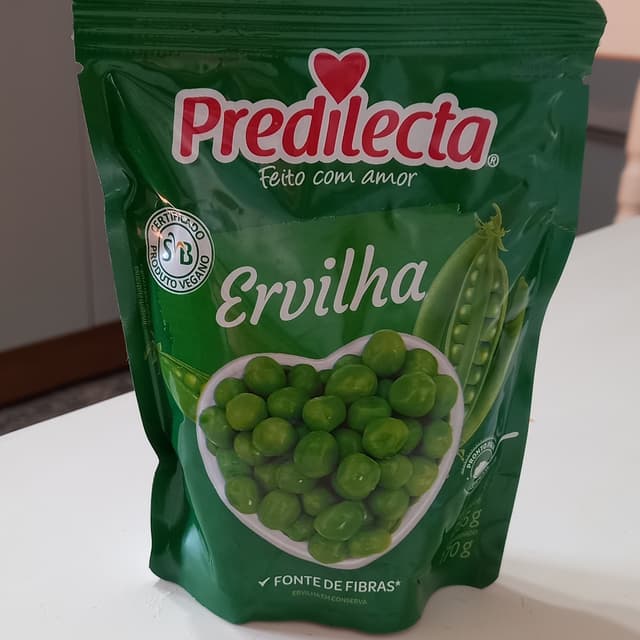 Predilecta®
Feito com amor
CERTIFICADO
SVB
PRODUTO VEGANO
Ervilha
✓ FONTE DE FIBRAS*
ERVILHA EM CONSERVA